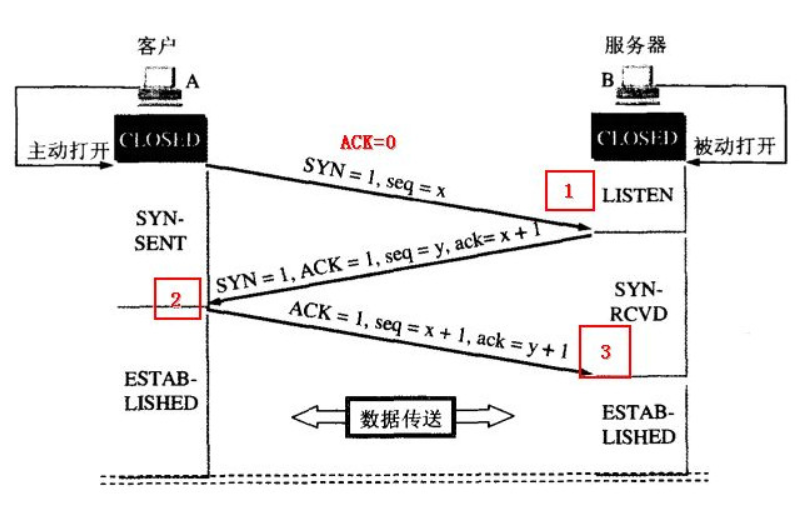 客户
服务器
A
B
CLOSED
CLOSED
主动打开
被动打开
ACK=0
SYN = 1, seq = x
1
LISTEN
SYN-
SENT
SYN = 1, ACK = 1, seq = y, ack= x + 1
2
SYN-
RCVD
ACK = 1, seq = x + 1, ack = y + 1
3
ESTAB-
LISHED
数据传送
ESTAB-
LISHED